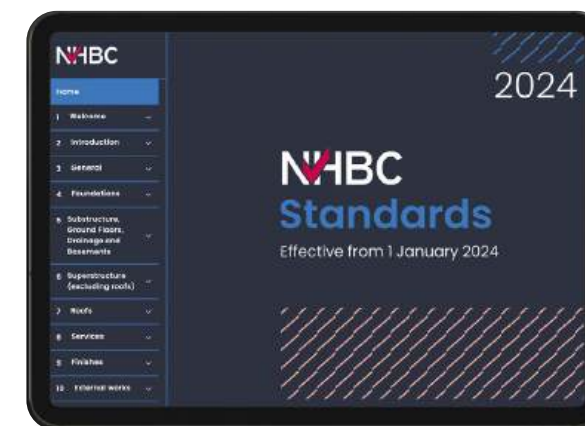 NHBC
Home
1 Welcome
2 Introduction
3 General
4 Foundations
5 Substructure,
Ground Floors,
Drainage and
Basements
6 Superstructure
(excluding roofs)
7 Roofs
8 Services
9 Finishes
10 External works
2024
NHBC
Standards
Effective from 1 January 2024